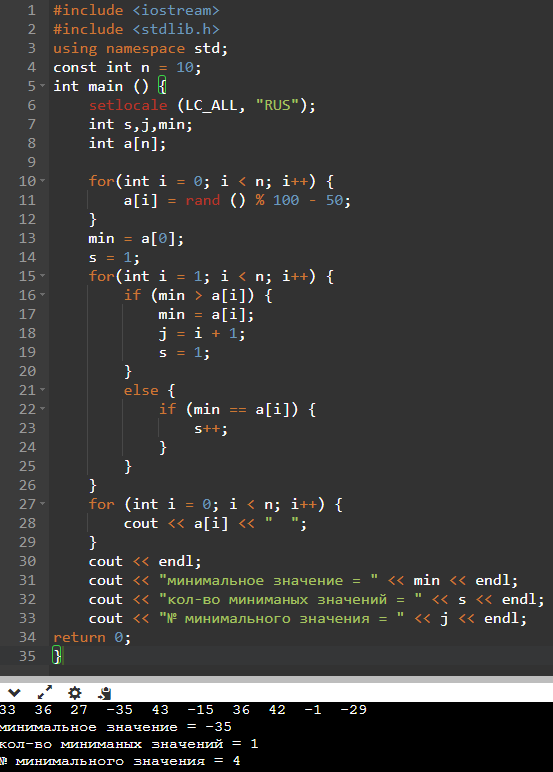 1 #include <iostream>
2 #include <stdlib.h>
3 using namespace std;
4 const int n = 10;
5 int main () {
6 setlocale (LC_ALL, "RUS");
7 int s,j,min;
8 int a[n];
9
10 for(int i = 0; i < n; i++) {
11 a[i] = rand () % 100 - 50;
12 }
13 min = a[0];
14 s = 1;
15 for(int i = 1; i < n; i++) {
16 if (min > a[i]) {
17 min = a[i];
18 j = i + 1;
19 s = 1;
20 }
21 else {
22 if (min == a[i]) {
23 s++;
24 }
25 }
26 }
27 for (int i = 0; i < n; i++) {
28 cout << a[i] << "  ";
29 }
30 cout << endl;
31 cout << "минимальное значение = " << min << endl;
32 cout << "кол-во миниманых значений = " << s << endl;
33 cout << "№ минимального значения = " << j << endl;
34 return 0;
35 }
33 36 27 -35 43 -15 36 42 -1 -29
минимальное значение = -35
кол-во миниманых значений = 1
№ минимального значения = 4